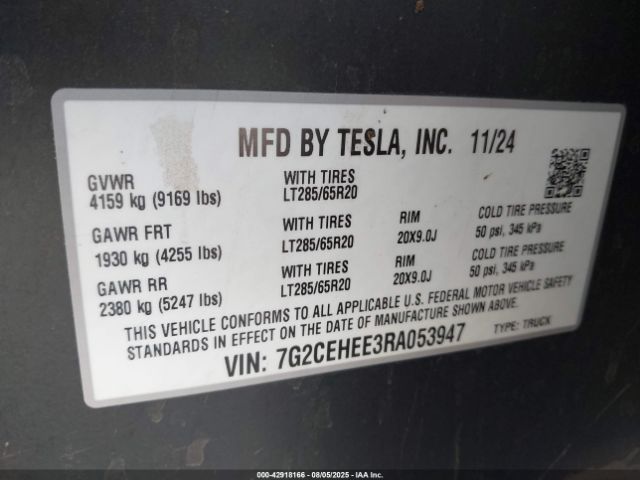 MFD BY TESLA, INC. 11/24
GVWR
4159 kg (9169 lbs)
WITH TIRES
LT285/65R20
GAWR FRT
1930 kg (4255 lbs)
WITH TIRES
LT285/65R20
RIM
20X9.0J
COLD TIRE PRESSURE
50 psi, 345 kPa
GAWR RR
2380 kg (5247 lbs)
WITH TIRES
LT285/65R20
RIM
20X9.0J
COLD TIRE PRESSURE
50 psi, 345 kPa
THIS VEHICLE CONFORMS TO ALL APPLICABLE U.S. FEDERAL MOTOR VEHICLE SAFETY
STANDARDS IN EFFECT ON THE DATE OF MANUFACTURE SHOWN ABOVE.
VIN: 7G2CEHEE3RA053947
TYPE: TRUCK
000-42918166 - 08/05/2025 - IAA Inc.